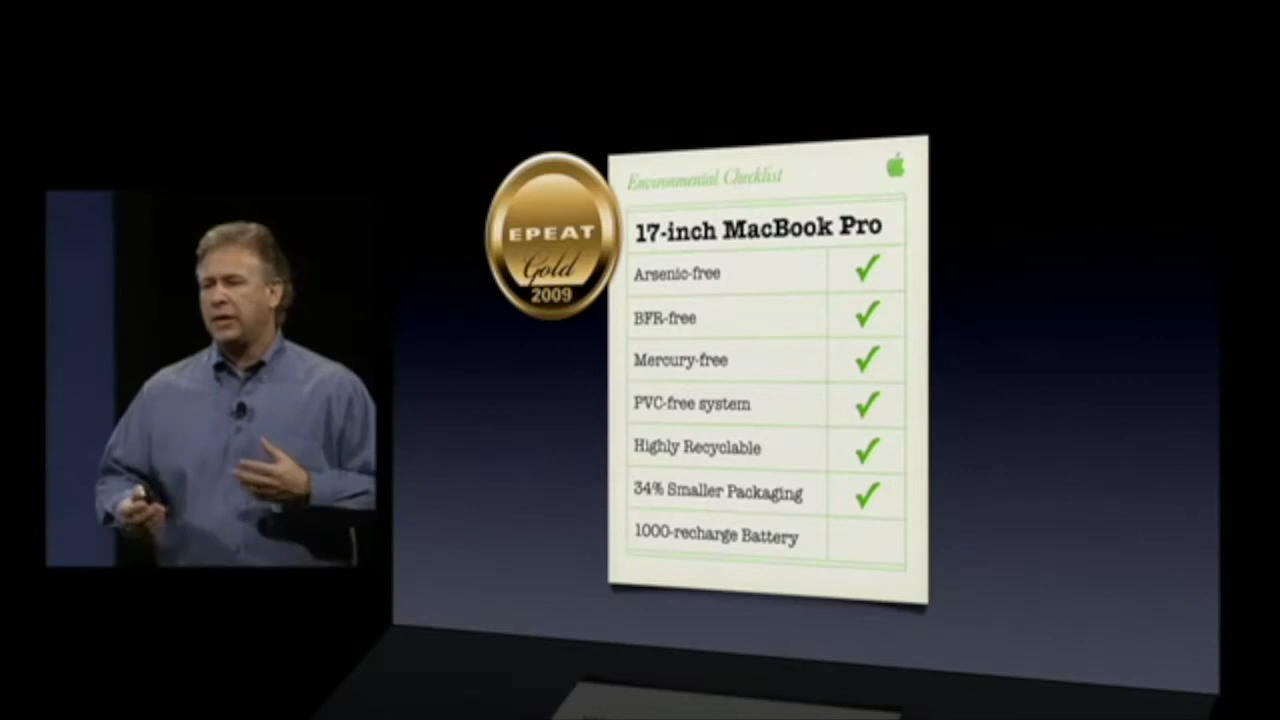 EPEAT
Gold
2009
Environmental Checklist
17-inch MacBook Pro
Arsenic-free
BFR-free
Mercury-free
PVC-free system
Highly Recyclable
34% Smaller Packaging
1000-recharge Battery